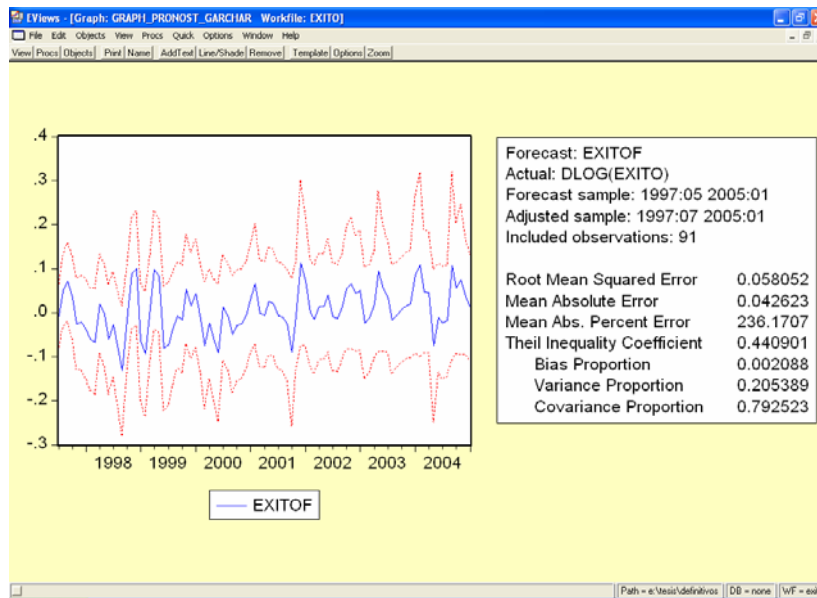 EViews - [Graph: GRAPH_PRONOST_GARCHAR Workfile: EXITO]
File Edit Objects View Procs Quick Options Window Help
View Procs Objects Print Name AddText Line/Shade Remove Template Options Zoom
.4
.3
.2
.1
.0
-.1
-.2
-.3
1998 1999 2000 2001 2002 2003 2004
EXITOF
Forecast: EXITOF
Actual: DLOG(EXITO)
Forecast sample: 1997:05 2005:01
Adjusted sample: 1997:07 2005:01
Included observations: 91
Root Mean Squared Error 0.058052
Mean Absolute Error 0.042623
Mean Abs. Percent Error 236.1707
Theil Inequality Coefficient 0.440901
Bias Proportion 0.002088
Variance Proportion 0.205389
Covariance Proportion 0.792523
Path = e:\tesis\definitivos DB = none WF = exi